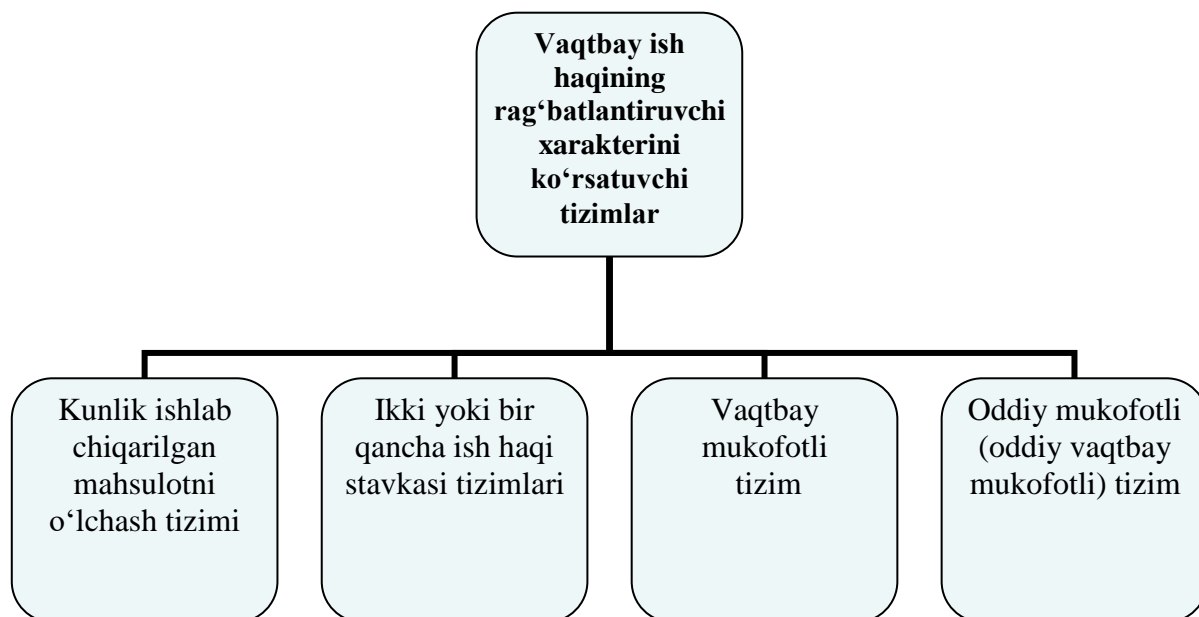 Vaqtbay ish
haqining
rag‘batlantiruvchi
xarakterini
ko‘rsatuvchi
tizimlar
Kunlik ishlab
chiqarilgan
mahsulotni
o‘lchash tizimi
Ikki yoki bir
qancha ish haqi
stavkasi tizimlari
Vaqtbay
mukofotli
tizim
Oddiy mukofotli
(oddiy vaqtbay
mukofotli) tizim